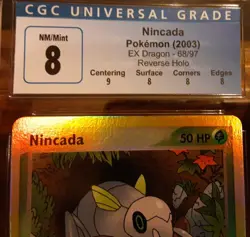 CGC UNIVERSAL GRADE
NM/Mint
8
Nincada
Pokémon (2003)
EX Dragon - 68/97
Reverse Holo
Centering Surface Corners Edges
9 8 8 8
Nincada 50 HP